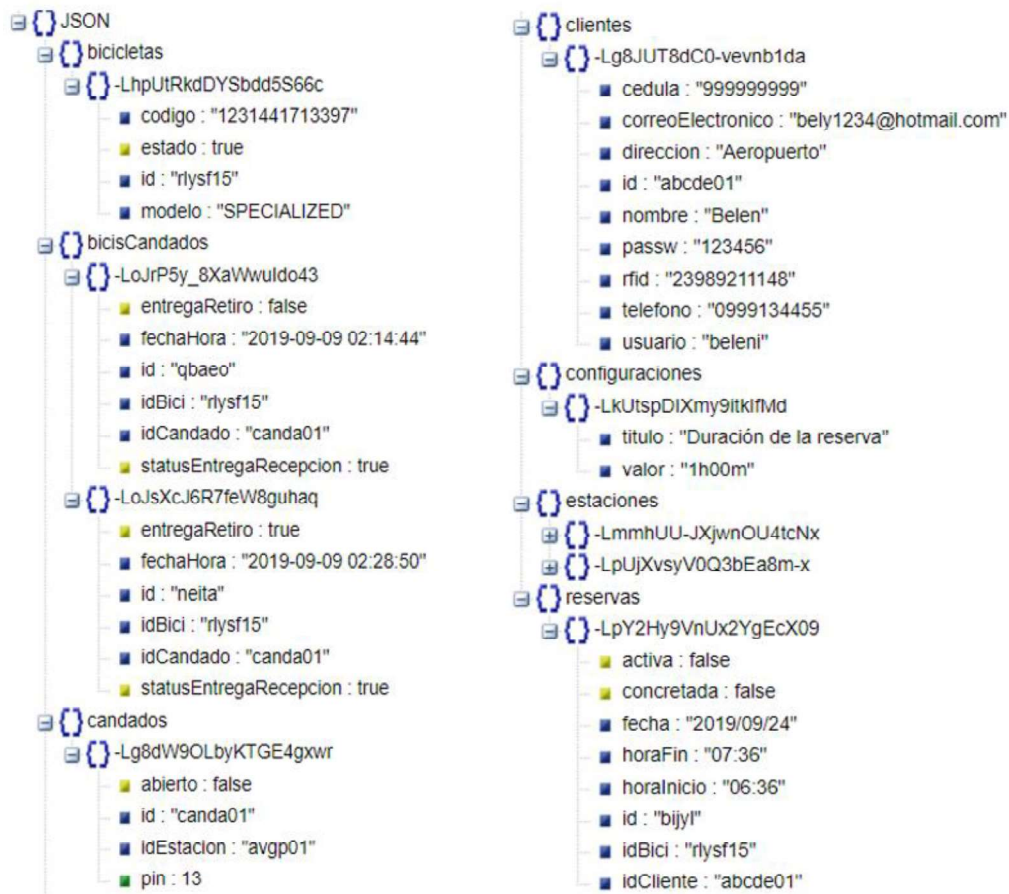 JSON
bicicletas
-LhpUtRkdDYSbdd5S66c
codigo : "1231441713397"
estado : true
id : "rlysf15"
modelo : "SPECIALIZED"
bicisCandados
-LoJrP5y_8XaWwuIdo43
entregaRetiro : false
fechaHora : "2019-09-09 02:14:44"
id : "qbaeo"
idBici : "rlysf15"
idCandado : "canda01"
statusEntregaRecepcion : true
-LoJsXcJ6R7feW8guhaq
entregaRetiro : true
fechaHora : "2019-09-09 02:28:50"
id : "neita"
idBici : "rlysf15"
idCandado : "canda01"
statusEntregaRecepcion : true
candados
-Lg8dW9OLbyKTGE4gxwr
abierto : false
id : "canda01"
idEstacion : "avgp01"
pin : 13
clientes
-Lg8JUT8dC0-vevnb1da
cedula : "999999999"
correoElectronico : "bely1234@hotmail.com"
direccion : "Aeropuerto"
id : "abcde01"
nombre : "Belen"
passw : "123456"
rfid : "23989211148"
telefono : "0999134455"
usuario : "beleni"
configuraciones
-LkUtspDIXmy9itkIfMd
titulo : "Duración de la reserva"
valor : "1h00m"
estaciones
-LmmhUU-JXjwnOU4tcNx
-LpUjXvsyV0Q3bEa8m-x
reservas
-LpY2Hy9VnUx2YgEcX09
activa : false
concretada : false
fecha : "2019/09/24"
horaFin : "07:36"
horaInicio : "06:36"
id : "bijyl"
idBici : "rlysf15"
idCliente : "abcde01"